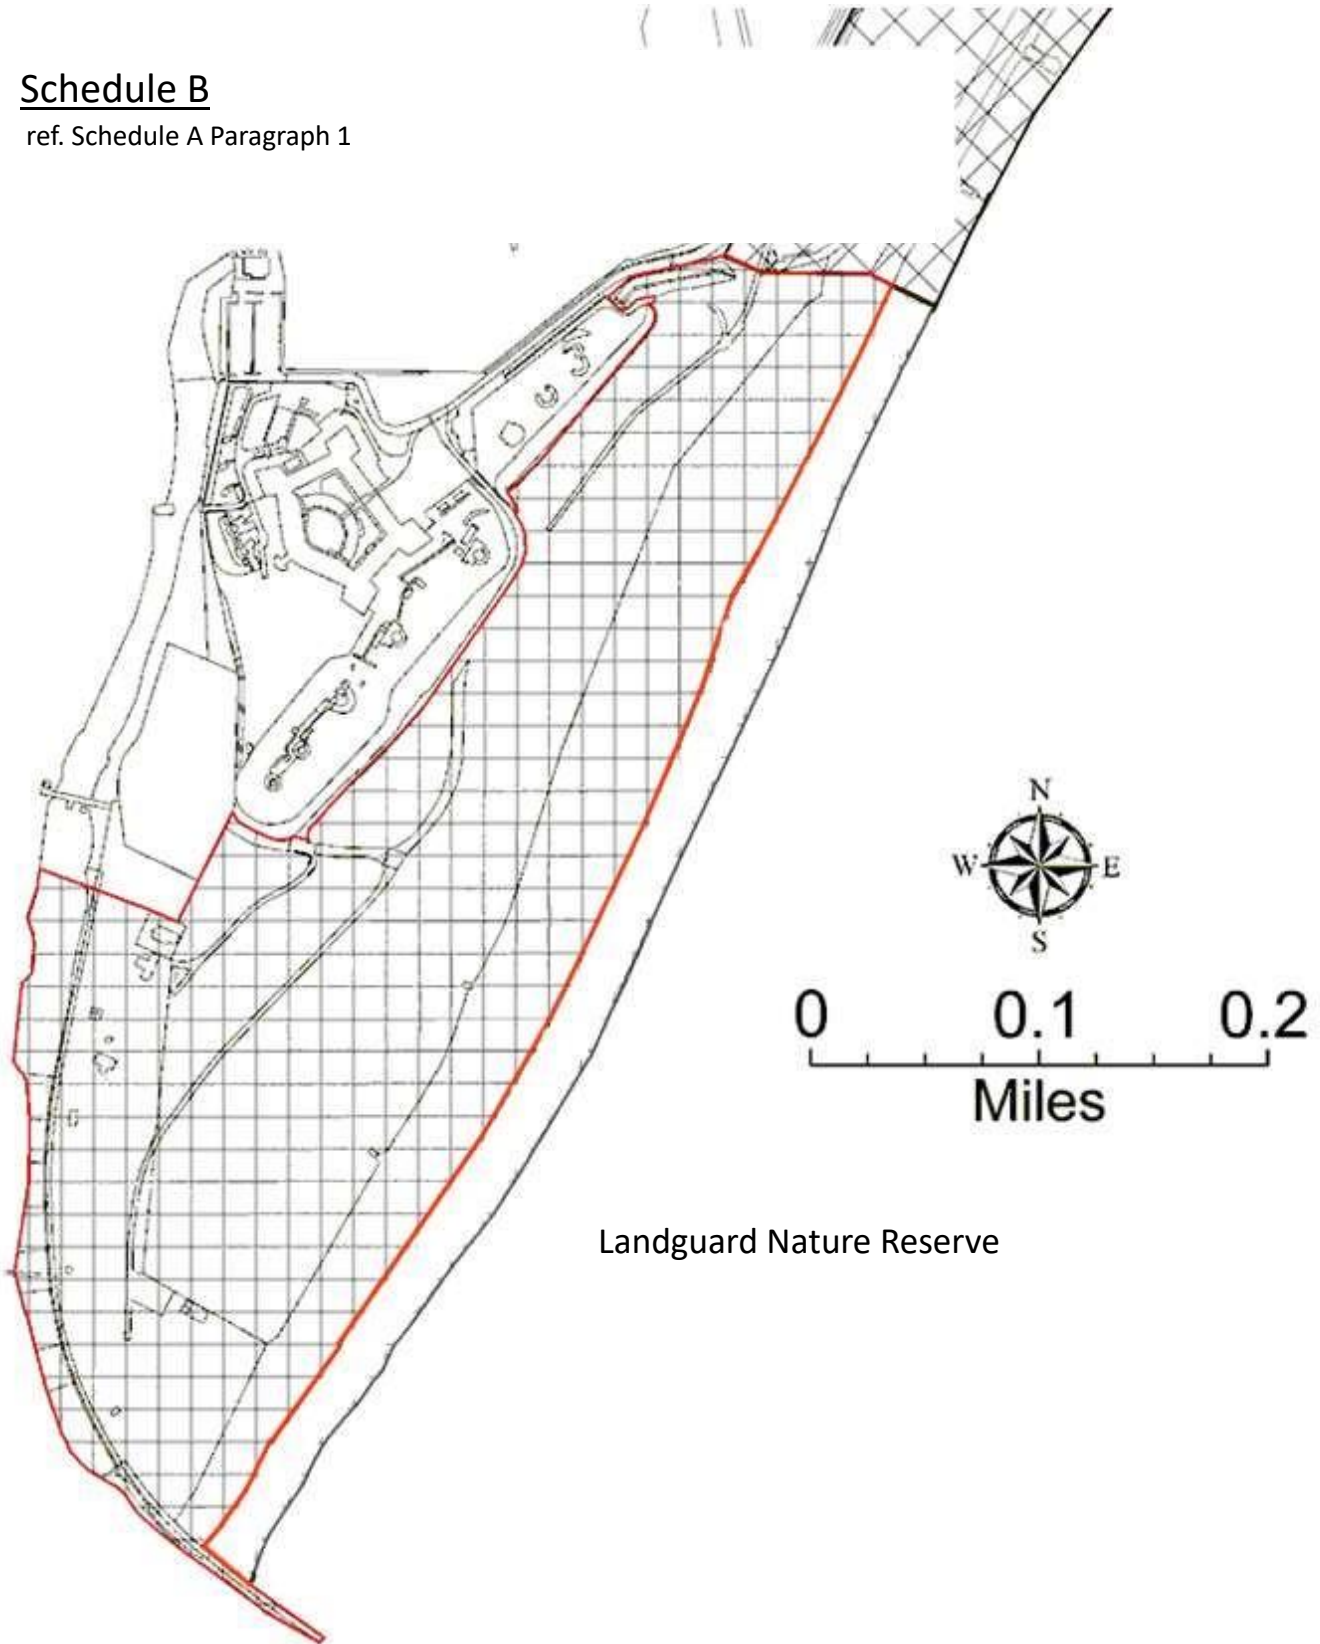 Schedule B
ref. Schedule A Paragraph 1
N
W E
S
0 0.1 0.2
Miles
Landguard Nature Reserve